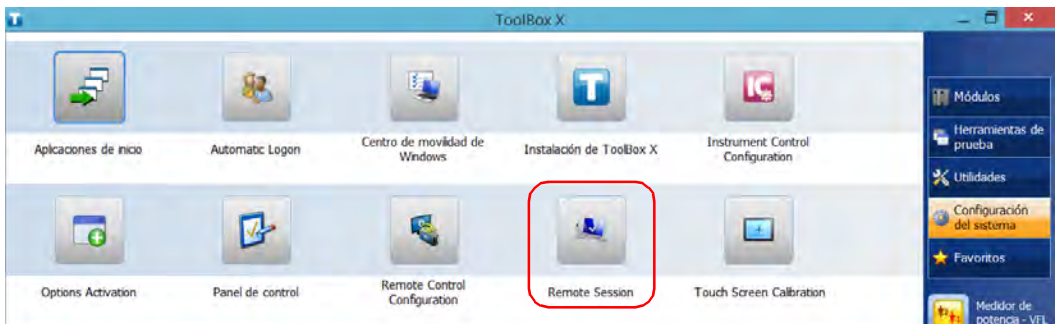 ToolBox X
Aplicaciones de inicio
Automatic Logon
Centro de movilidad de
Windows
Instalación de ToolBox X
Instrument Control
Configuration
Options Activation
Panel de control
Remote Control
Configuration
Remote Session
Touch Screen Calibration
Módulos
Herramientas de
prueba
Utilidades
Configuración
del sistema
Favoritos
Medidor de
potencia - VFL